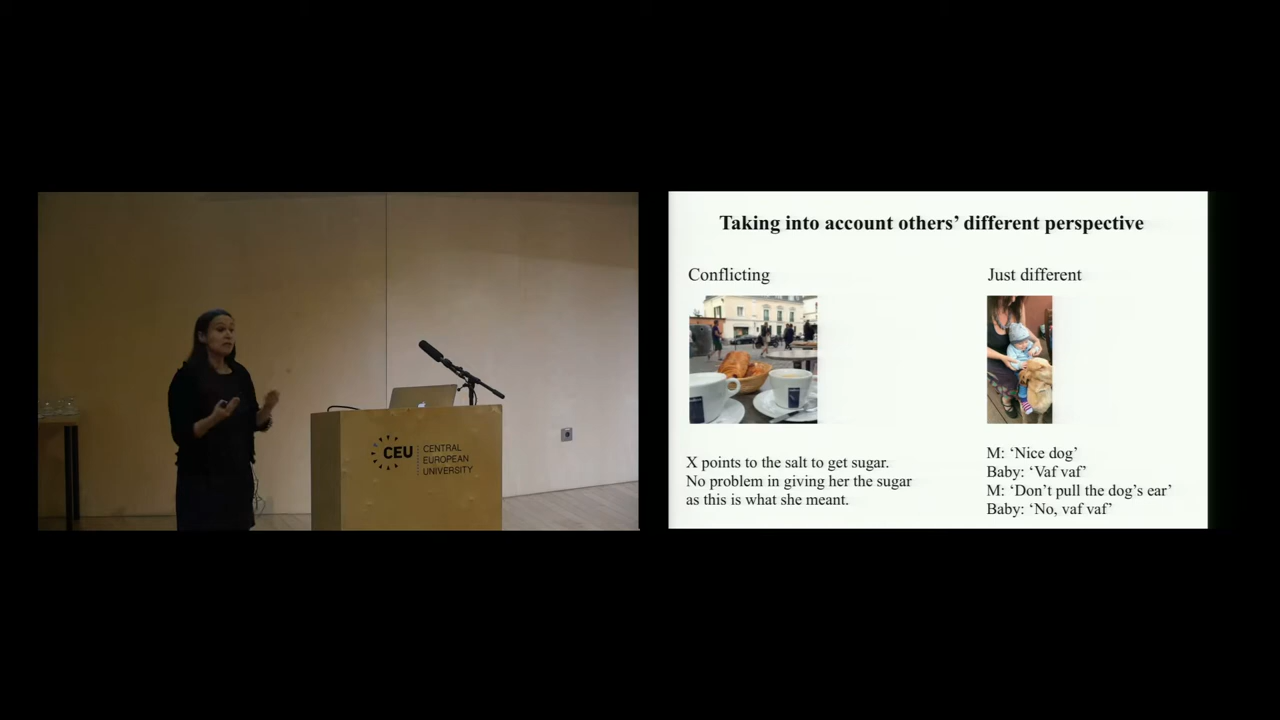 CEU
CENTRAL
EUROPEAN
UNIVERSITY
Taking into account others’ different perspective
Conflicting
Just different
X points to the salt to get sugar.
No problem in giving her the sugar
as this is what she meant.
M: ‘Nice dog’
Baby: ‘Vaf vaf’
M: ‘Don’t pull the dog’s ear’
Baby: ‘No, vaf vaf’